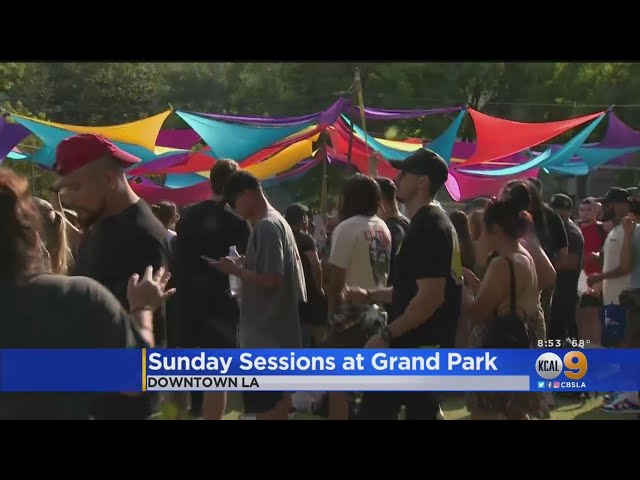 Sunday Sessions at Grand Park
DOWNTOWN LA
8:53 68°
KCAL 9
CBSLA